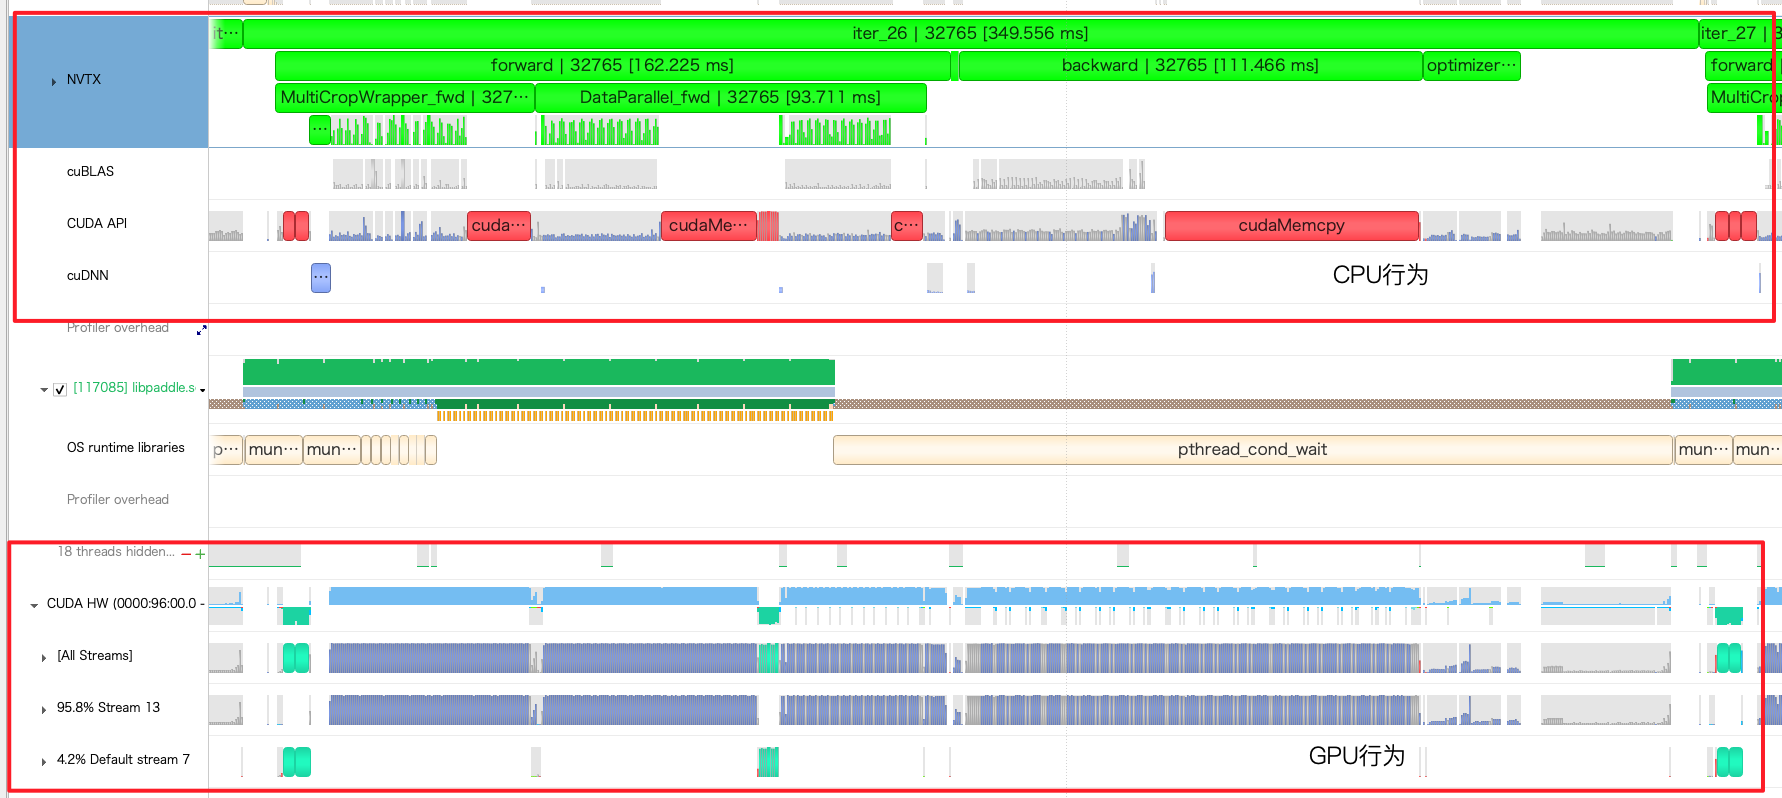 it···
iter_26 | 32765 [349.556 ms]
iter_27 | 3
NVTX
forward | 32765 [162.225 ms]
backward | 32765 [111.466 ms]
optimizer···
forward
MultiCropWrapper_fwd | 327···
DataParallel_fwd | 32765 [93.711 ms]
MultiCrop
···
cuBLAS
CUDA API
cuda···
cudaMe···
c···
cudaMemcpy
cuDNN
···
CPU行为
Profiler overhead
[117085] libpaddle.s
OS runtime libraries
p···
mun···
mun···
pthread_cond_wait
mun···
mun···
Profiler overhead
18 threads hidden...
CUDA HW (0000:96:00.0 -
[All Streams]
95.8% Stream 13
4.2% Default stream 7
GPU行为